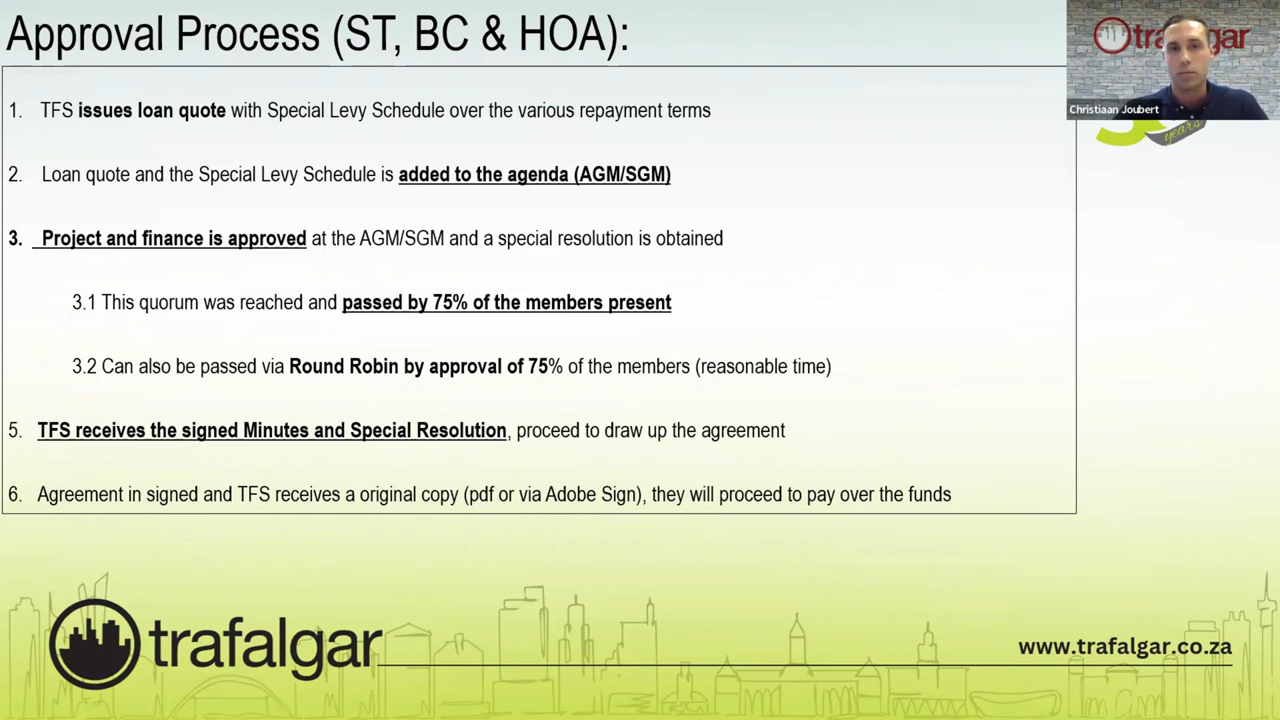 Approval Process (ST, BC & HOA):
trafalgar
Christiaan Joubert
years
1. TFS issues loan quote with Special Levy Schedule over the various repayment terms
2. Loan quote and the Special Levy Schedule is added to the agenda (AGM/SGM)
3. Project and finance is approved at the AGM/SGM and a special resolution is obtained
3.1 This quorum was reached and passed by 75% of the members present
3.2 Can also be passed via Round Robin by approval of 75% of the members (reasonable time)
5. TFS receives the signed Minutes and Special Resolution, proceed to draw up the agreement
6. Agreement in signed and TFS receives a original copy (pdf or via Adobe Sign), they will proceed to pay over the funds
trafalgar
www.trafalgar.co.za